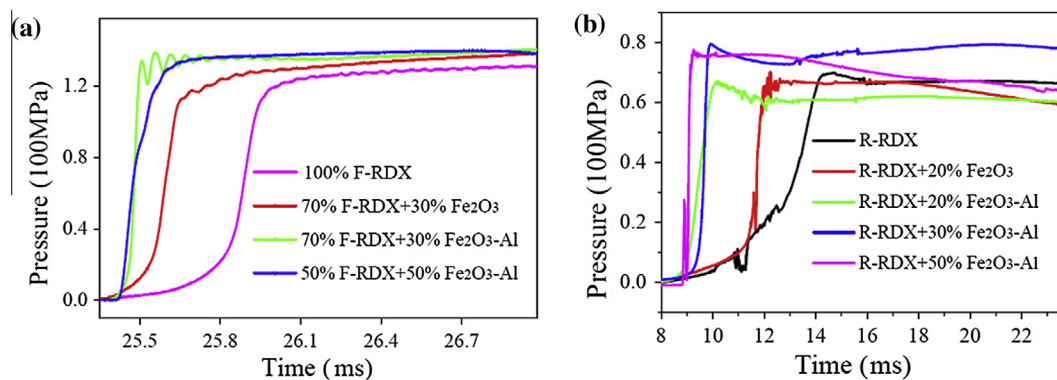 (a)
Pressure (100MPa)
1.2
0.8
0.4
0.0
100% F-RDX
70% F-RDX+30% Fe₂O₃
70% F-RDX+30% Fe₂O₃-Al
50% F-RDX+50% Fe₂O₃-Al
25.5 25.8 26.1 26.4 26.7
Time (ms)
(b)
Pressure (100MPa)
0.8
0.6
0.4
0.2
0.0
R-RDX
R-RDX+20% Fe₂O₃
R-RDX+20% Fe₂O₃-Al
R-RDX+30% Fe₂O₃-Al
R-RDX+50% Fe₂O₃-Al
8 10 12 14 16 18 20 22
Time (ms)